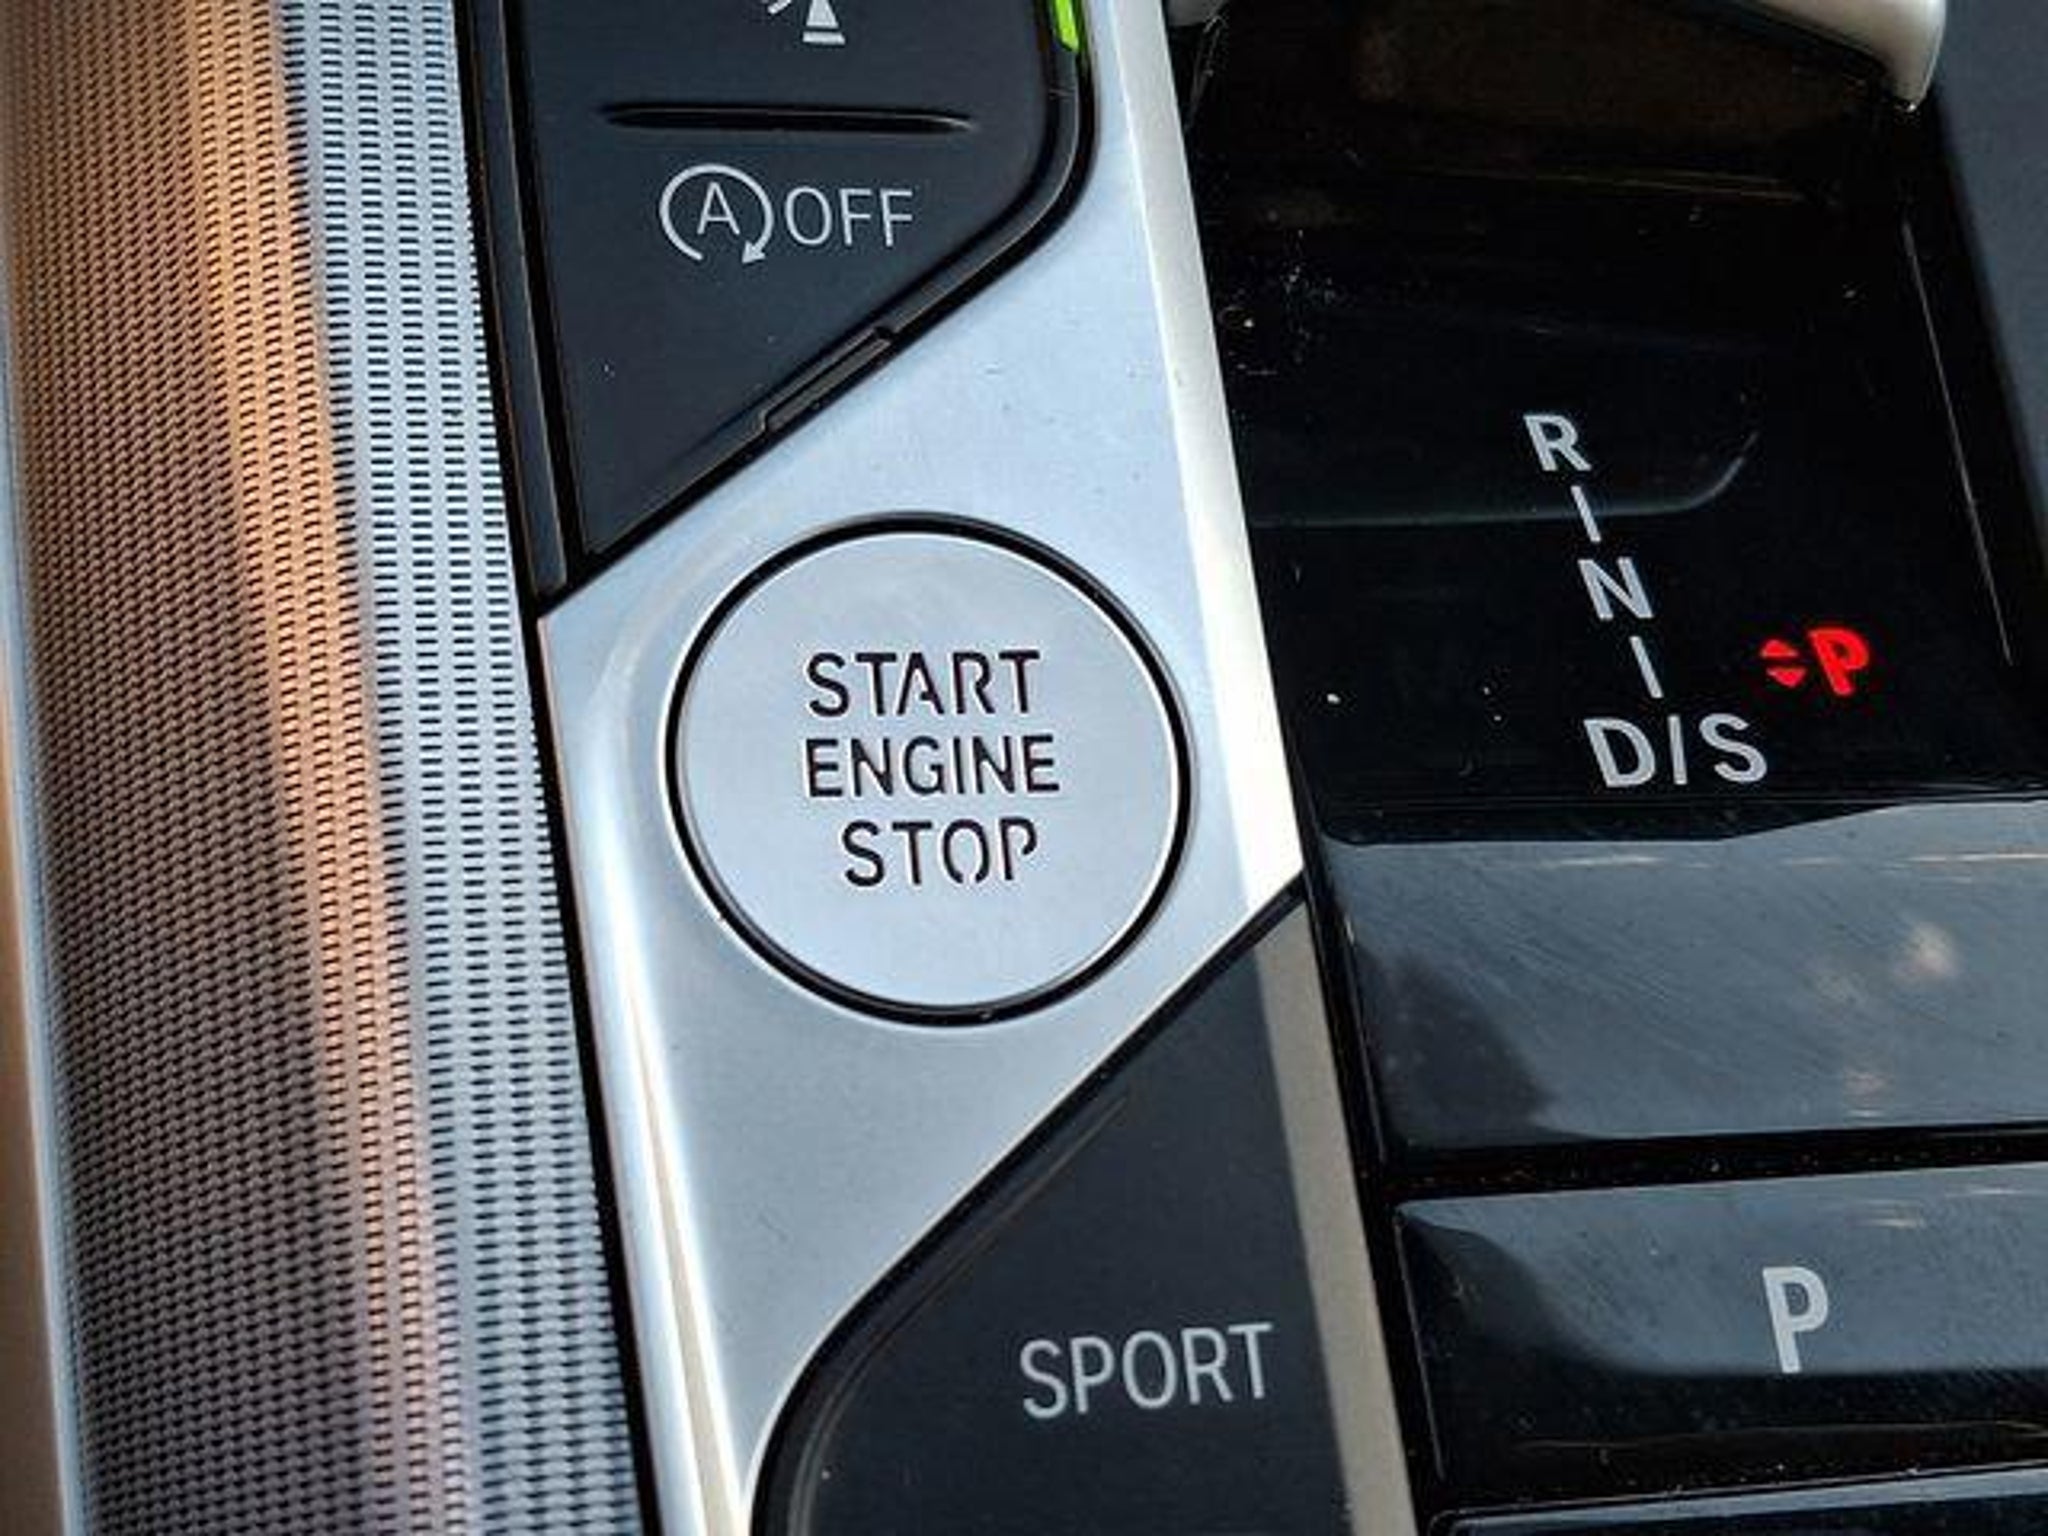 A OFF
START
ENGINE
STOP
R
N
D/S
P
P
SPORT